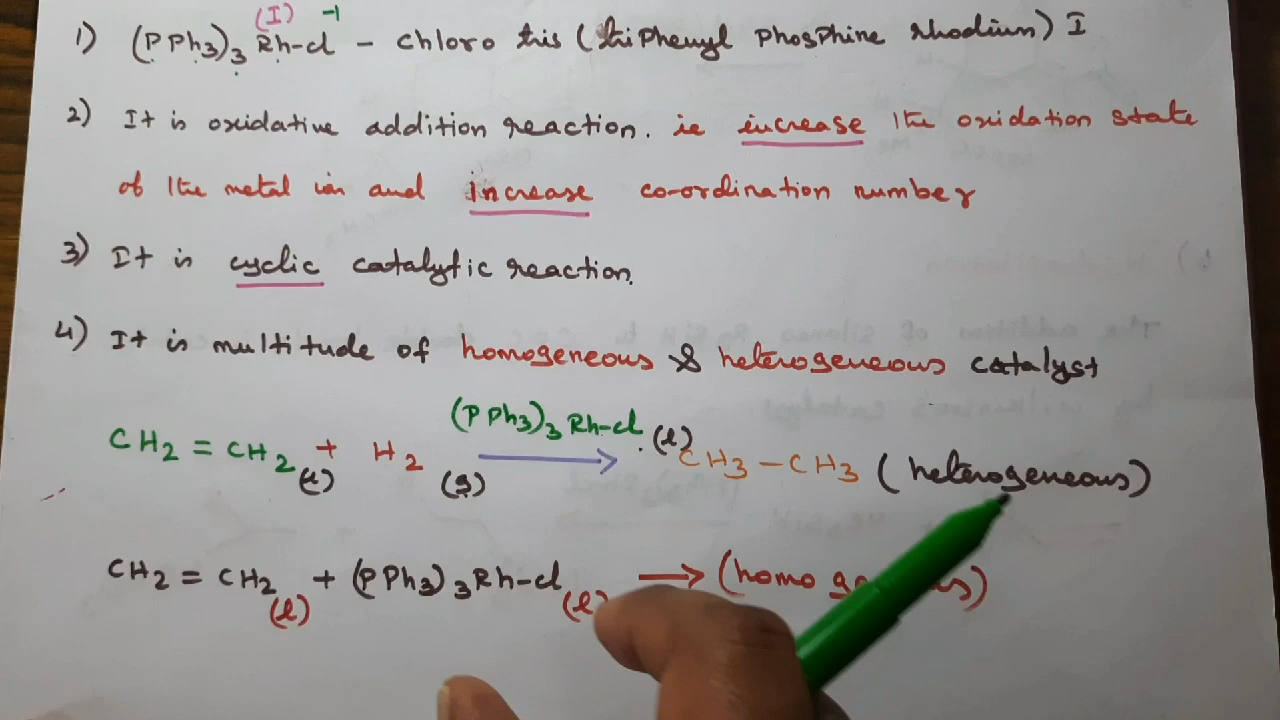 (I) -1
1) (PPh3)3 Rh-cl - chloro this (triphenyl phosphine rhodium) I
2) It is oxidative addition reaction. ie increase the oxidation state
of the metal ion and increase co-ordination number
3) It is cyclic catalytic reaction.
4) It is multitude of homogeneous & heterogeneous catalyst
(PPh3)3 Rh-cl (l)
CH2 = CH2 (l) + H2 (g) → CH3 - CH3 (heterogeneous)
CH2 = CH2 (l) + (PPh3)3 Rh-cl (l) → (homo